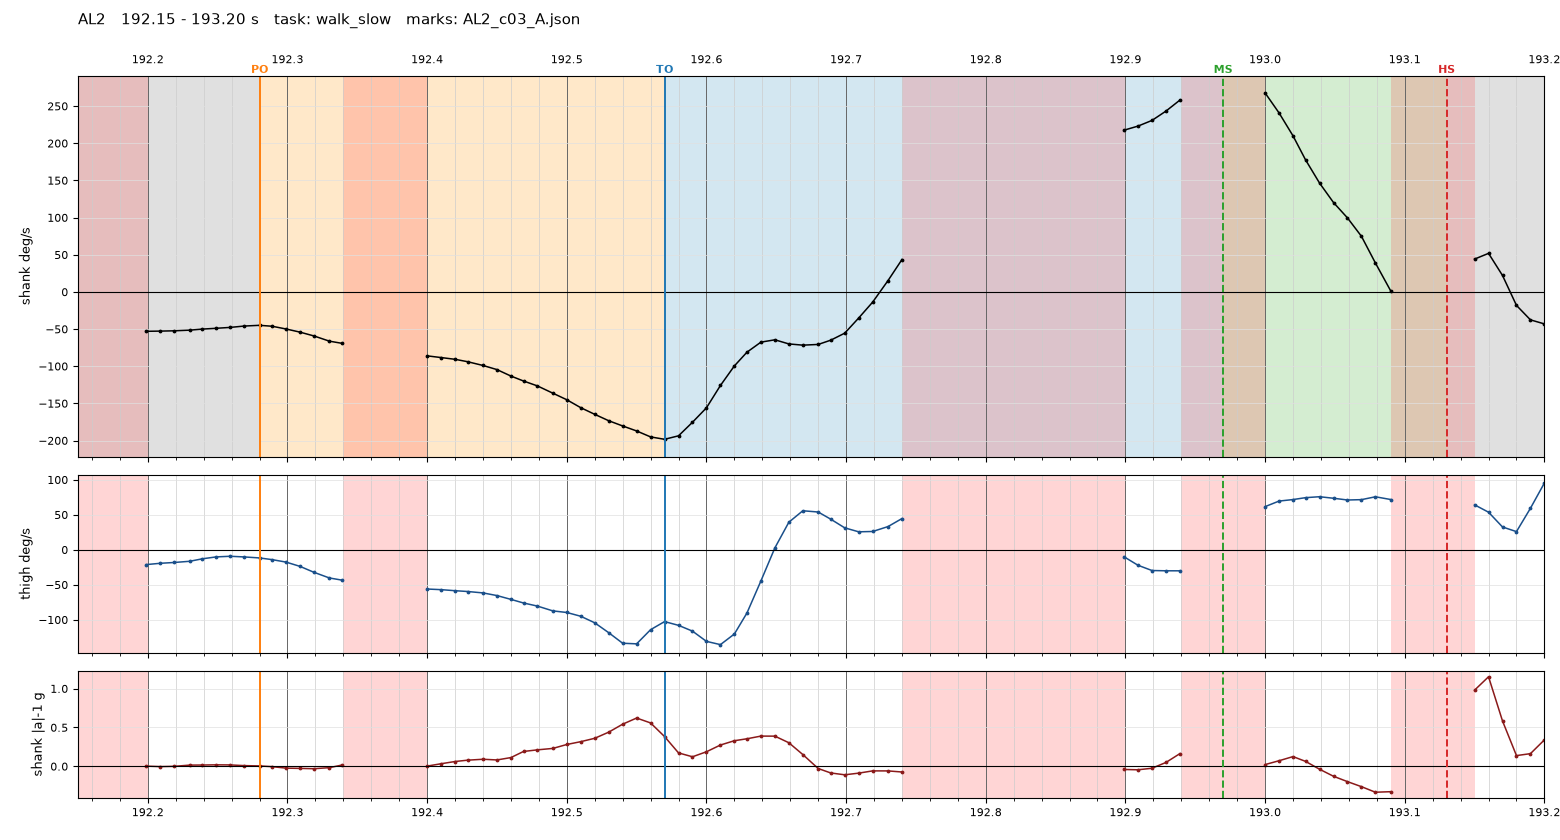 AL2   192.15 - 193.20 s   task: walk_slow   marks: AL2_c03_A.json
192.2 192.3 192.4 192.5 192.6 192.7 192.8 192.9 193.0 193.1 193.2
PO TO MS HS
shank deg/s
250
200
150
100
50
0
−50
−100
−150
−200
thigh deg/s
100
50
0
−50
−100
shank |a|-1 g
1.0
0.5
0.0
192.2 192.3 192.4 192.5 192.6 192.7 192.8 192.9 193.0 193.1 193.2